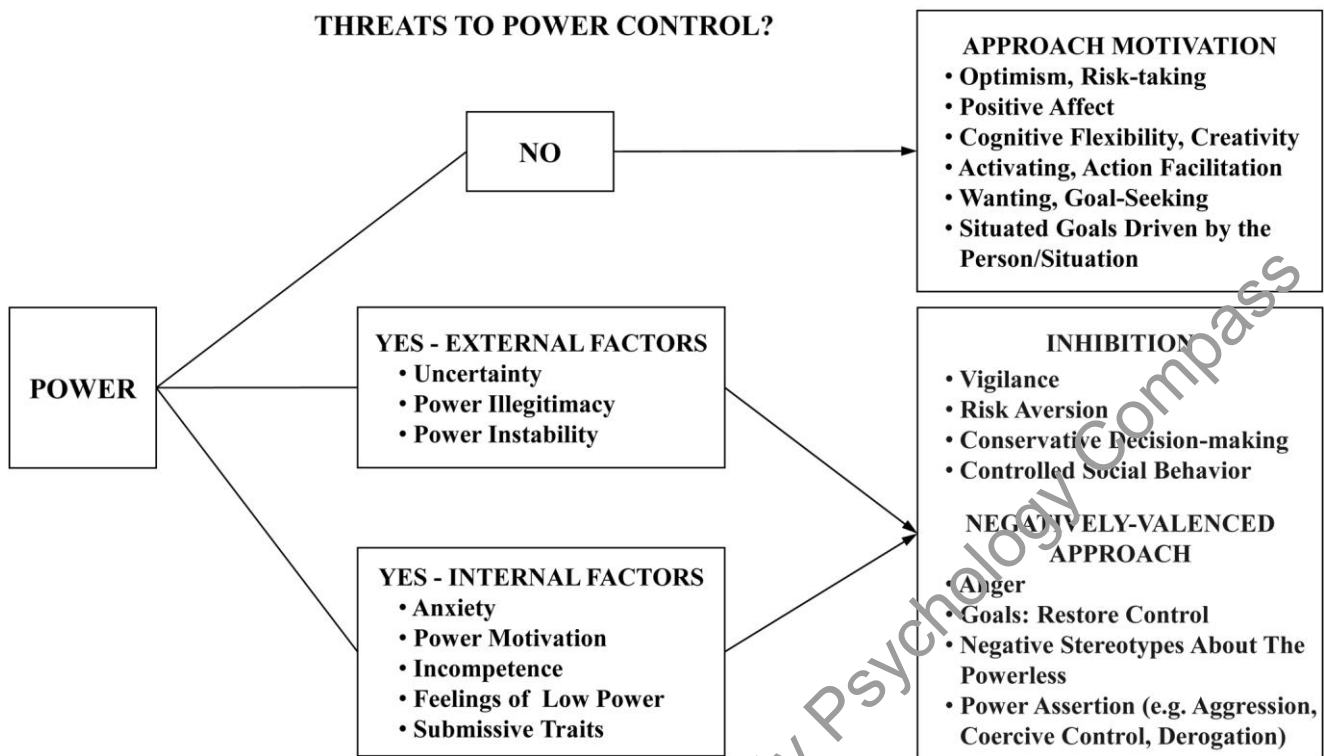 THREATS TO POWER CONTROL?
APPROACH MOTIVATION
• Optimism, Risk-taking
• Positive Affect
• Cognitive Flexibility, Creativity
• Activating, Action Facilitation
• Wanting, Goal-Seeking
• Situated Goals Driven by the
Person/Situation
NO
POWER
YES - EXTERNAL FACTORS
• Uncertainty
• Power Illegitimacy
• Power Instability
YES - INTERNAL FACTORS
• Anxiety
• Power Motivation
• Incompetence
• Feelings of Low Power
• Submissive Traits
INHIBITION
• Vigilance
• Risk Aversion
• Conservative Decision-making
• Controlled Social Behavior
NEGATIVELY-VALENCED
APPROACH
• Anger
• Goals: Restore Control
• Negative Stereotypes About The
Powerless
• Power Assertion (e.g. Aggression,
Coercive Control, Derogation)
Psychology Compass